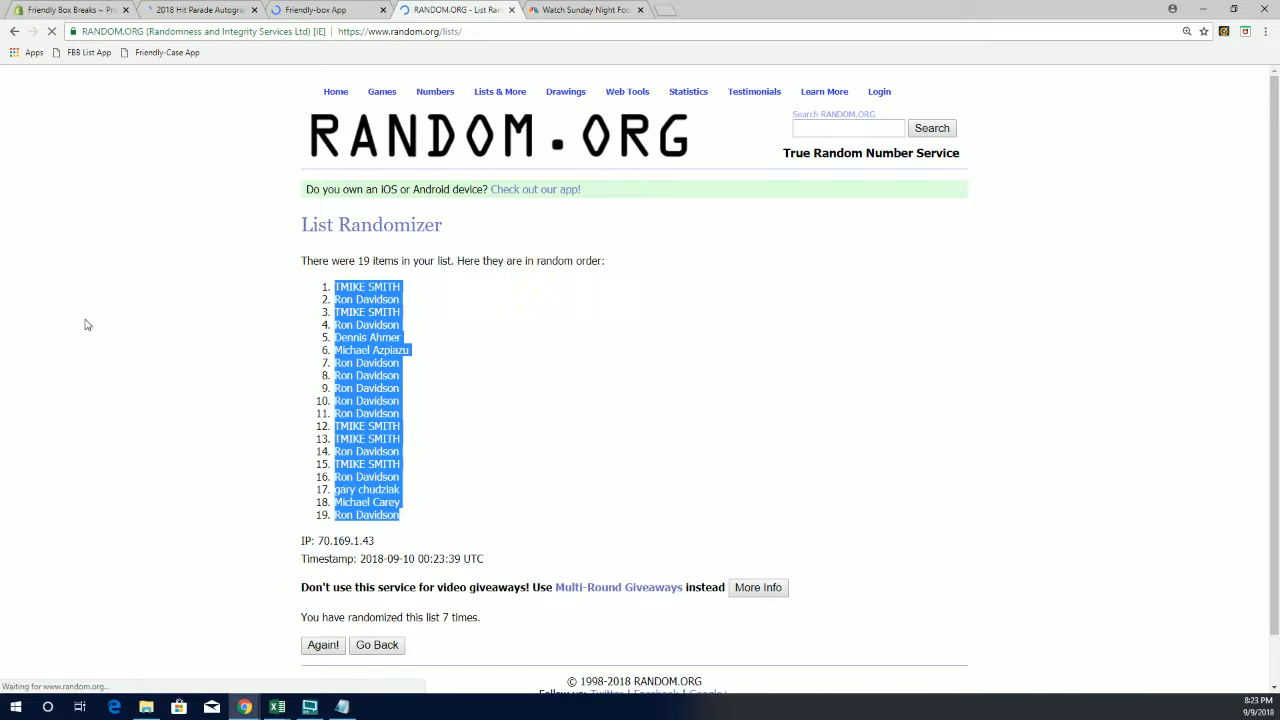 Friendly Box Breaks ~ P
2018 Hit Parade Autogra
Friendly-box App
RANDOM.ORG - List Ran
Watch Sunday Night Foo
RANDOM.ORG (Randomness and Integrity Services Ltd) [IE] | https://www.random.org/lists/
Apps FBB List App Friendly-Case App
Home Games Numbers Lists & More Drawings Web Tools Statistics Testimonials Learn More Login
RANDOM.ORG
Search RANDOM.ORG
Search
True Random Number Service
Do you own an iOS or Android device? Check out our app!
List Randomizer
There were 19 items in your list. Here they are in random order:
1. TMIKE SMITH
2. Ron Davidson
3. TMIKE SMITH
4. Ron Davidson
5. Dennis Ahmer
6. Michael Azpiazu
7. Ron Davidson
8. Ron Davidson
9. Ron Davidson
10. Ron Davidson
11. Ron Davidson
12. TMIKE SMITH
13. TMIKE SMITH
14. Ron Davidson
15. TMIKE SMITH
16. Ron Davidson
17. gary chudziak
18. Michael Carey
19. Ron Davidson
IP: 70.169.1.43
Timestamp: 2018-09-10 00:23:39 UTC
Don't use this service for video giveaways! Use Multi-Round Giveaways instead More Info
You have randomized this list 7 times.
Again! Go Back
© 1998-2018 RANDOM.ORG
Follow us: Twitter | Facebook | Google+
Waiting for www.random.org...
8:23 PM
9/9/2018